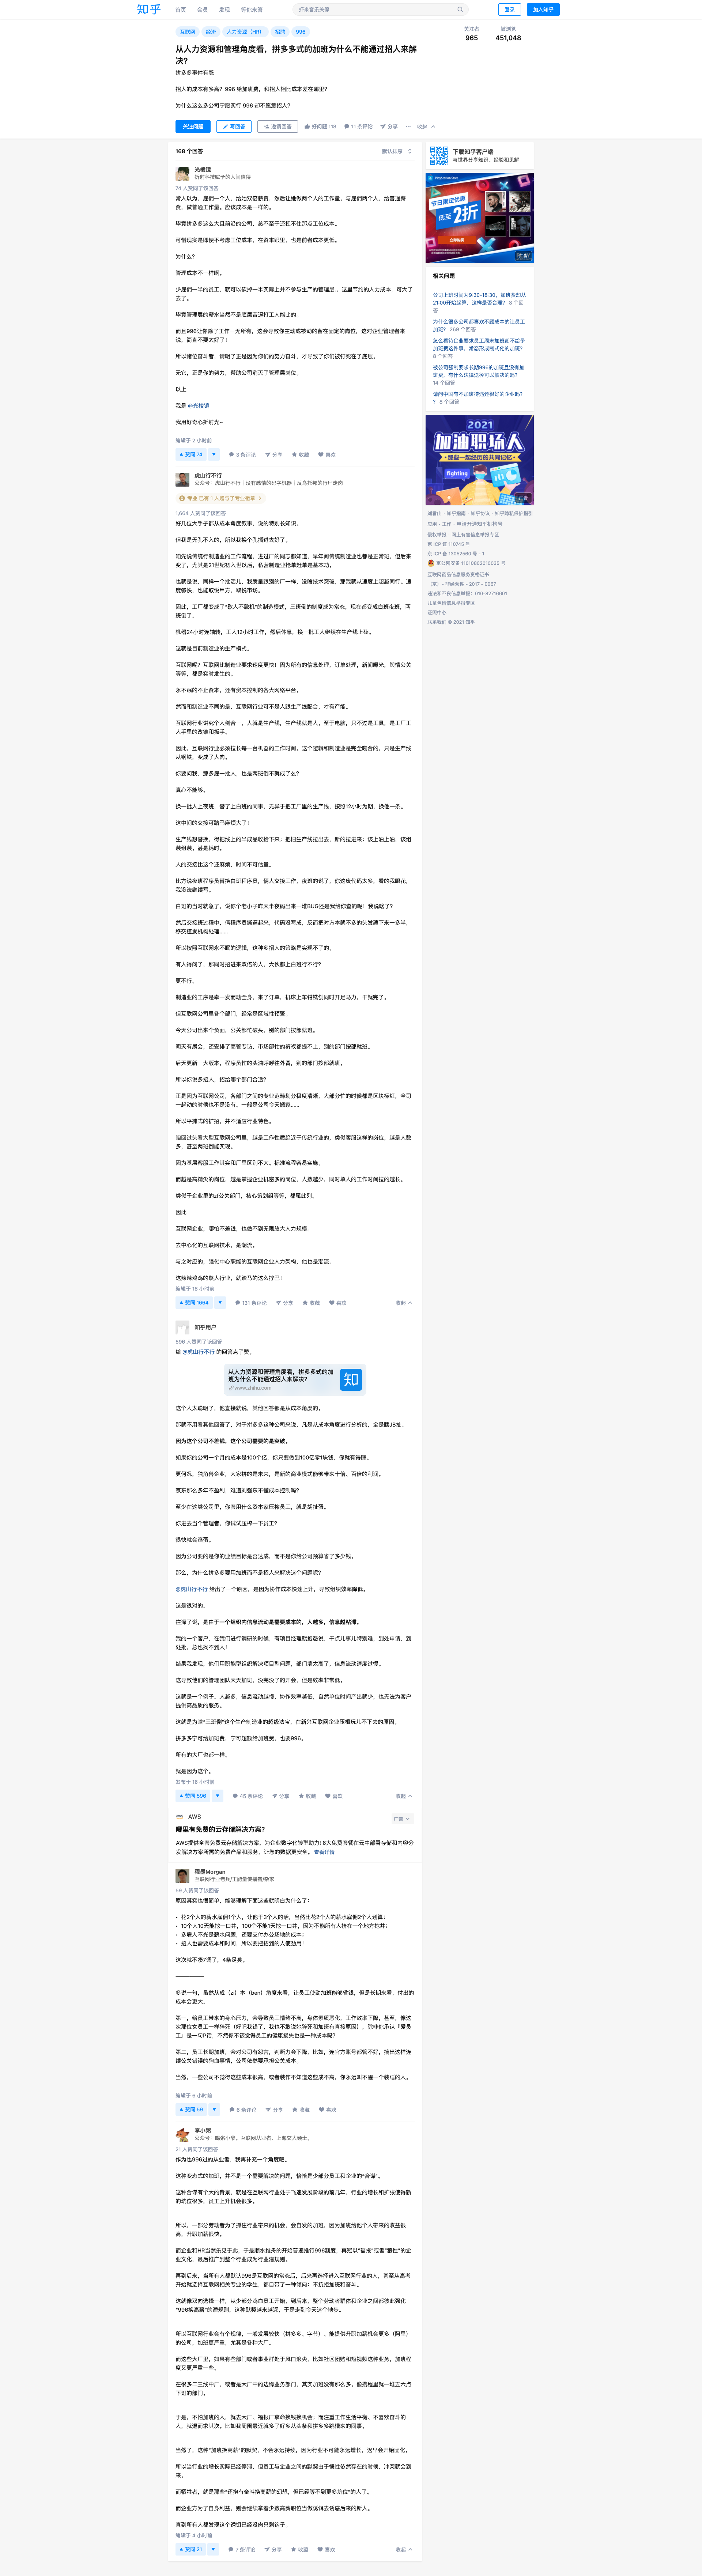 知乎 首页 会员 发现 等你来答
登录 加入知乎
互联网 经济 人力资源（HR） 招聘 996
关注者 965 被浏览 451,048
从人力资源和管理角度看，拼多多式的加班为什么不能通过招人来解
决？
拼多多事件有感
招人的成本有多高？996 给加班费，和招人相比成本差在哪里？
为什么这么多公司宁愿实行 996 却不愿意招人？
关注问题 写回答 邀请回答 好问题 118 11 条评论 分享 收起
168 个回答 默认排序
下载知乎客户端
与世界分享知识、经验和见解
光棱镜
折射科技赋予的人间值得
74 人赞同了该回答
常人以为，雇佣一个人，给她双倍薪资，然后让她做两个人的工作量。与雇佣两个人，给普通薪
资，做普通工作量。应该成本是一样的。
毕竟拼多多这么大且前沿的公司，总不至于还扛不住那点工位成本。
可惜现实是即便不考虑工位成本，在资本眼里，也是前者成本更低。
为什么？
管理成本不一样啊。
少雇佣一半的员工，就可以砍掉一半实际上并不参与生产的管理层.。这里节约的人力成本，可大了
去了。
毕竟管理层的薪水当然不是底层苦逼打工人能比的。
而且996让你除了工作一无所有，这会导致你主动或被动的留在固定的岗位，这对企业管理者来
说，简直不要太好了！
所以诸位奋斗者，请明了正是因为你们的努力奋斗，才导致了你们被钉死在了底层。
无它，正是你的努力，帮助公司消灭了管理层岗位。
以上
我是 @光棱镜
我用好奇心折射光~
编辑于 2 小时前
赞同 74 3 条评论 分享 收藏 喜欢
相关问题
公司上班时间为9:30-18:30，加班费却从
21:00开始起算，这样是否合理？ 8 个回
答
为什么很多公司都喜欢不顾成本的让员工
加班？ 269 个回答
怎么看待企业要求员工周末加班却不给予
加班费这件事，常态形成制式化的加班？
8 个回答
被公司强制要求长期996的加班且没有加
班费，有什么法律途径可以解决的吗？
14 个回答
请问中国有不加班待遇还很好的企业吗？
？ 9 个回答
2021
加油职场人
那些一起经历的共同记忆
fighting
刘看山 · 知乎指南 · 知乎协议 · 知乎隐私保护指引
应用 · 工作 · 申请开通知乎机构号
侵权举报 · 网上有害信息举报专区
京 ICP 证 110745 号
京 ICP 备 13052560 号 - 1
京公网安备 11010802010035 号
互联网药品信息服务资格证书
（京）- 非经营性 - 2017 - 0067
违法和不良信息举报：010-82716601
儿童色情信息举报专区
证照中心
联系我们 © 2021 知乎
虎山行不行
公众号：虎山行不行｜没有感情的码字机器｜反乌托邦的行尸走肉
专业 已有 1 人赠与了专业徽章
1,664 人赞同了该回答
好几位大手子都从成本角度叙事，说的特别长知识。
但我是无孔不入的，所以我换个孔插进去好了。
咱先说传统行业制造业的工作流程，进过厂的同志都知道，早年间传统制造业也都是正常班，但后来
变了，尤其是21世纪初入世以后，私营制造业抢单赶单是基本功。
也就是说，同样一个批活儿，我质量跟别的厂一样，没啥技术突破，那我就从速度上超越同行。速
度够快，也能取悦甲方、取悦市场。
因此，工厂都变成了“歇人不歇机”的制造模式，三班倒的制度成为常态，现在都变成白班夜班，两
班倒了。
机器24小时连轴转，工人12小时工作，然后休息，换一批工人继续在生产线上磕。
这就是目前制造业的生产模式。
互联网呢？互联网比制造业要求速度更快！因为所有的信息处理，订单处理，新闻曝光，舆情公关
等等，都是实时发生的。
永不眠的不止资本，还有资本控制的各大网络平台。
然而和制造业不同的是，互联网行业可不是人跟生产线配合，才有产能。
互联网行业讲究个人剑合一，人就是生产线，生产线就是人。至于电脑，只不过是工具，是工厂工
人手里的改锥和扳手。
因此，互联网行业必须拉长每一台机器的工作时间。这个逻辑和制造业是完全吻合的，只是生产线
从钢铁，变成了人肉。
你要问我，那多雇一批人，也是两班倒不就成了么？
真心不能够。
换一批人上夜班，替了上白班的同事，无异于把工厂里的生产线，按照12小时为期，换他一条。
这中间的交接可踏马麻烦大了！
生产线想替换，得把线上的半成品收拾下来；把旧生产线拉出去，新的拉进来；该上油上油、该组
装组装。甚是耗时。
人的交接比这个还麻烦，时间不可估量。
比方说夜班程序员替换白班程序员，俩人交接工作，夜班的说了，你这座代码太多，看的我眼花，
我没法继续写。
白班的当时就急了，说你个老小子昨天半夜码出来一堆BUG还是我给你查的呢！我说啥了？
然后交接班过程中，俩程序员撕逼起来，代码没写成，反而把对方本就不多的头发薅下来一多半，
移交植发机构处理……
所以按照互联网永不眠的逻辑，这种多招人的策略是实现不了的。
有人得问了，那同时招进来双倍的人，大伙都上白班行不行？
更不行。
制造业的工序是牵一发而动全身，来了订单，机床上车钳铣刨同时开足马力，干就完了。
但互联网公司里各个部门，经常是区域性预警。
今天公司出来个负面，公关部忙破头，别的部门按部就班。
明天有展会，还安排了高管专访，市场部忙的裤衩都提不上，别的部门按部就班。
后天更新一大版本，程序员忙的头油呼呼往外冒，别的部门按部就班。
所以你说多招人，招给哪个部门合适？
正是因为互联网公司，各部门之间的专业范畴划分极度清晰，大部分忙的时候都是区块标红，全司
一起动的时候也不是没有，一般是公司今天搬家……
所以平摊式的扩招，并不适应行业特色。
咱回过头看大型互联网司里，越是工作性质趋近于传统行业的，类似客服这样的岗位，越是人数
多，甚至两班倒能实现。
因为基层客服工作其实和厂里区别不大。标准流程容易实施。
而越是高精尖的岗位，越是掌握企业机密多的岗位，人数越少，同时单人的工作时间拉的越长。
类似于企业里的zf公关部门、核心策划组等等，都属此列。
因此
互联网企业，哪怕不差钱，也做不到无限放大人力规模。
去中心化的互联网技术，是潮流。
与之对应的，强化中心职能的互联网企业人力架构，他也是潮流。
这辣辣鸡鸡的熟人行业，就踏马的这么拧巴！
编辑于 16 小时前
赞同 1664 131 条评论 分享 收藏 喜欢 收起
知乎用户
596 人赞同了该回答
给 @虎山行不行 的回答点了赞。
从人力资源和管理角度看，拼多多式的加
班为什么不能通过招人来解决？
www.zhihu.com
知
这个人太聪明了，他直接就说，其他回答都是从成本角度的。
那就不用看其他回答了，对于拼多多这种公司来说，凡是从成本角度进行分析的，全是瞎JB扯。
因为这个公司不差钱，这个公司需要的是突破。
如果你的公司一个月的成本是100个亿，你只要做到100亿零1块钱，你就有得赚。
更何况，独角兽企业，大家拼的是未来，是新的商业模式能够带来十倍、百倍的利润。
京东那么多年不盈利，难道刘强东不懂成本控制吗？
至少在这类公司里，你套用什么资本家压榨员工，就是胡扯蛋。
你进去当个管理者，你试试压榨一下员工？
很快就会滚蛋。
因为公司要的是你的业绩目标是否达成，而不是你给公司预算省了多少钱。
那么，为什么拼多多要用加班而不是招人来解决这个问题呢？
@虎山行不行 给出了一个原因，是因为协作成本快速上升，导致组织效率降低。
这是很对的。
往深了说，是由于一个组织内信息流动是需要成本的，人越多，信息越粘滞。
我的一个客户，在我们进行调研的时候，有项目经理就抱怨说，干点儿事儿特别难，到处申请，到
处批，总也找不到人！
结果我发现，他们用职能型组织解决项目型问题，部门墙太高了，信息流动速度过慢。
这导致他们的管理团队天天加班，没完没了的开会，但是效率非常低。
这就是一个例子。人越多，信息流动越慢，协作效率越低，自然单位时间产出就少，也无法为客户
提供高品质的服务。
这就是为啥“三班倒”这个生产制造业的超级法宝，在新兴互联网企业压根玩儿不下去的原因。
拼多多宁可给加班费，宁可超额给加班费，也要996。
所有的大厂也都一样。
就是因为这个。
发布于 16 小时前
赞同 596 45 条评论 分享 收藏 喜欢 收起
AWS 广告
哪里有免费的云存储解决方案？
AWS提供全套免费云存储解决方案，为企业数字化转型助力! 6大免费套餐在云中部署存储和内容分
发解决方案所需的免费产品和服务，让您的数据更安全。查看详情
程墨Morgan
互联网行业老兵/正能量传播者/杂家
59 人赞同了该回答
原因其实也很简单，能够理解下面这些就明白为什么了：
• 花2个人的薪水雇佣1个人，让他干3个人的活，当然比花2个人的薪水雇佣2个人划算；
• 10个人10天能挖一口井，100个不能1天挖一口井，因为不能所有人挤在一个地方挖井；
• 多雇人不光是薪水问题，还要支付办公场地的成本；
• 招人也需要成本和时间，所以要把招到的人使劲用！
这次就不凑7调了，4条足矣。
————————
多说一句，虽然从成（zī）本（ben）角度来看，让员工使劲加班能够省钱，但是长期来看，付出的
成本会更大。
第一，给员工带来的身心压力，会导致员工情绪不高，身体素质恶化，工作效率下降，甚至，像这
次那位女员工一样猝死（好吧我错了，我也不敢说她猝死和加班有直接原因），除非你承认『爱员
工』是一句P话，不然你不该觉得员工的健康损失也是一种成本吗？
第二，员工长期加班，会对公司有怨言，判断力会下降，比如，连官方账号都管不好，搞出这样连
续公关错误的狗血事情，公司依然要承担公关成本。
当然，一些公司不觉得这些成本很高，或者装作不知道这些成不高，你永远叫不醒一个装睡的人。
编辑于 6 小时前
赞同 59 6 条评论 分享 收藏 喜欢
李小粥
公众号：喝粥小爷。互联网从业者、上海交大硕士。
21 人赞同了该回答
作为也996过的从业者，我再补充一个角度吧。
这种变态式的加班，并不是一个需要解决的问题，恰恰是少部分员工和企业的“合谋”。
这种合谋有个大的背景，就是在互联网行业处于飞速发展阶段的前几年，行业的增长和扩张使得新
的坑位很多，员工上升机会很多。
所以，一部分劳动者为了抓住行业带来的机会，会自发的加班，因为加班给他个人带来的收益很
高，升职加薪很快。
而企业和HR当然乐见于此，于是顺水推舟的开始普遍推行996制度，再冠以“福报”或者“狼性”的企
业文化。最后推广到整个行业成为行业潜规则。
再到后来，当所有人都默认996是互联网的常态后，后来再选择进入互联网行业的人，甚至从高考
开始就选择互联网相关专业的学生，都自带了一种倾向：不抗拒加班和奋斗。
这就像双向选择一样，从少部分鸡血员工开始，到后来，整个劳动者群体和企业之间都彼此强化
“996换高薪”的潜规则，这种默契越来越深，于是走到今天这个地步。
所以互联网行业会有个规律，一般发展较快（拼多多、字节），能提供升职加薪机会更多（阿里）
的公司，加班更严重，尤其是各种大厂。
而这些大厂里，如果有些部门或者事业群处于风口浪尖，比如社区团购和短视频这种业务，加班程
度又更严重一些。
在很多二三线中厂，或者是大厂中的边缘业务部门，其实加班没有那么多。像携程里就一堆五六点
下班的部门。
于是，不怕加班的人，就去大厂、福报厂拿命换钱换机会；而注重工作生活平衡、不喜欢奋斗的
人，就退而求其次。比如我周围最近就多了好多从头条和拼多多跳槽来的同事。
当然了，这种“加班换高薪”的默契，不会永远持续，因为行业不可能永远增长，迟早会开始固化。
所以当行业的增长实际已经停滞，但员工与企业之间的默契由于惯性依然存在的时候，冲突就会到
来。
而牺牲者，就是那些“还抱有奋斗换高薪的幻想，但已经等不到更多坑位”的人了。
而企业方为了自身利益，则会继续拿着少数高薪职位当做诱饵去诱惑后来的新人。
直到所有人都发现这个诱饵已经没肉只剩钩子。
编辑于 4 小时前
赞同 21 7 条评论 分享 收藏 喜欢 收起